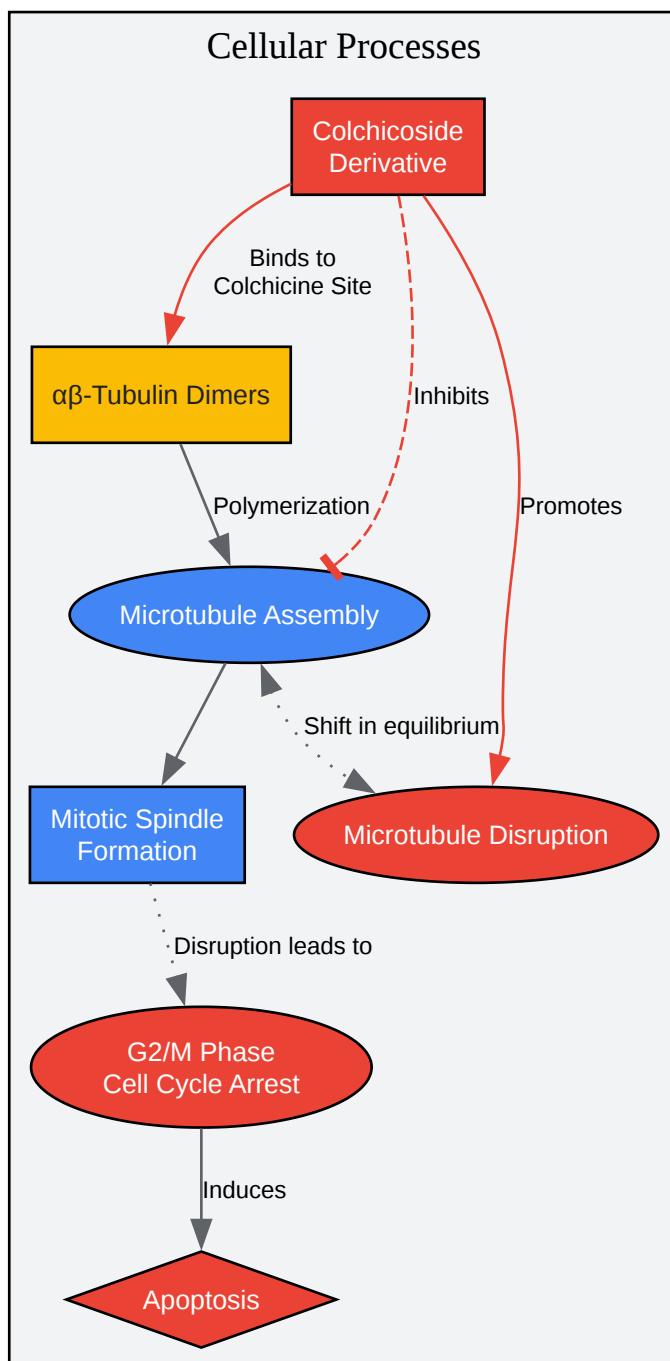 Cellular Processes
Colchicoside
Derivative
Binds to
Colchicine Site
αβ-Tubulin Dimers
Inhibits
Polymerization
Promotes
Microtubule Assembly
Shift in equilibrium
Mitotic Spindle
Formation
Microtubule Disruption
Disruption leads to
G2/M Phase
Cell Cycle Arrest
Induces
Apoptosis